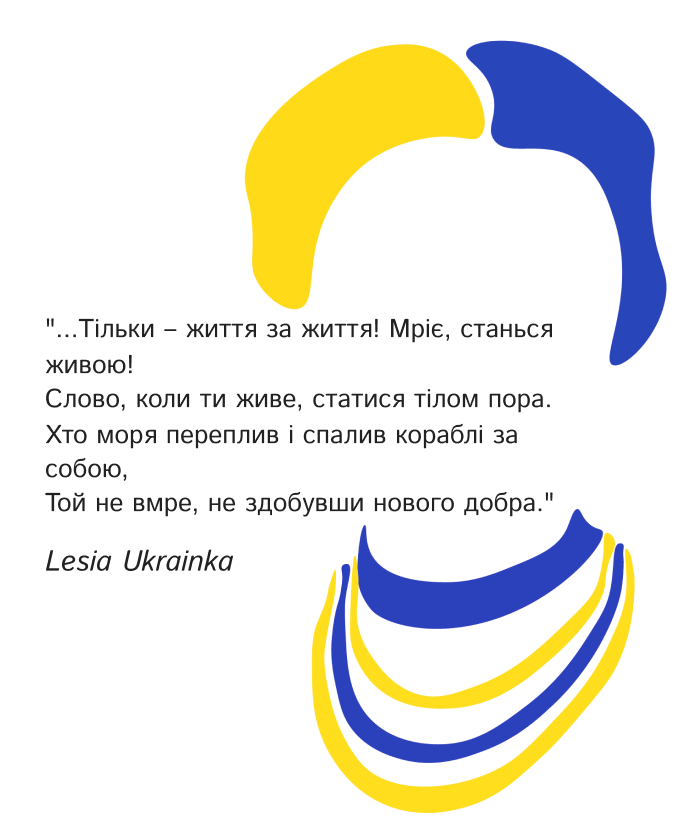 "...Тільки – життя за життя! Мріє, станься
живою!
Слово, коли ти живе, статися тілом пора.
Хто моря переплив і спалив кораблі за
собою,
Той не вмре, не здобувши нового добра."
Lesia Ukrainka